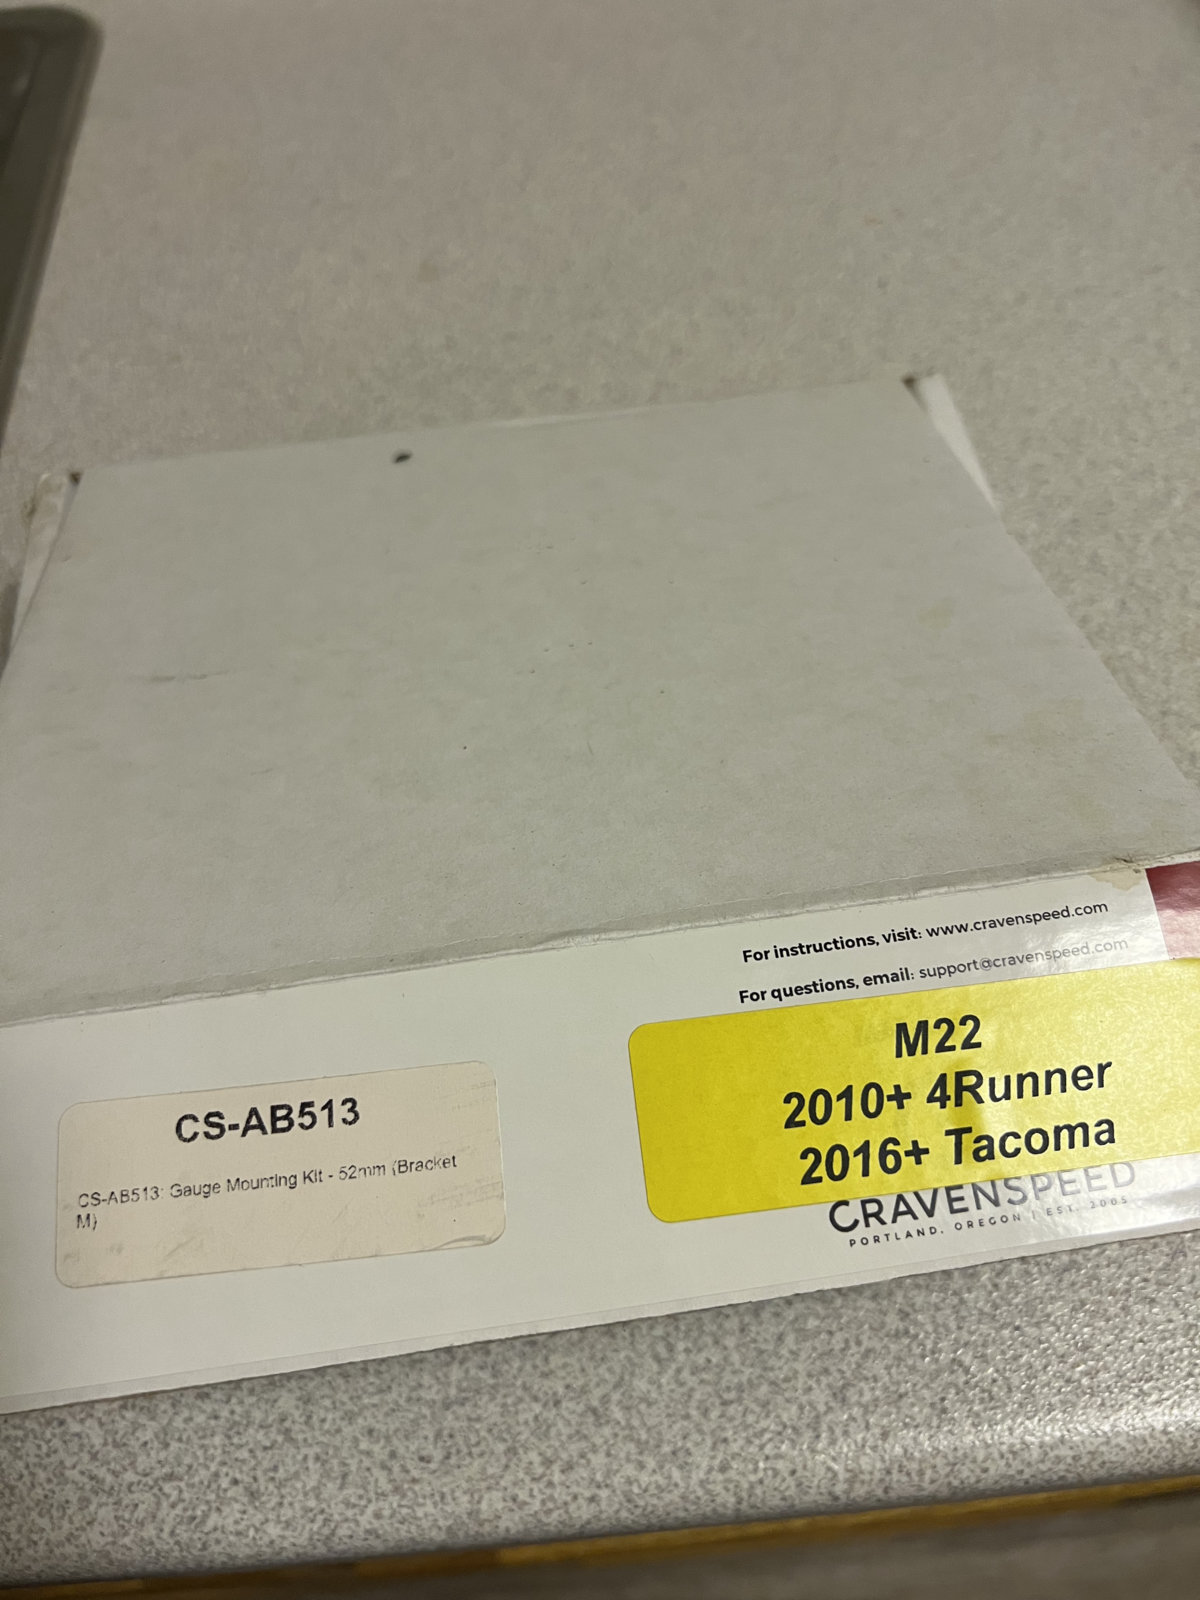 For instructions, visit: www.cravenspeed.com
For questions, email: support@cravenspeed.com
M22
2010+ 4Runner
2016+ Tacoma
CRAVENSPEED
PORTLAND, OREGON | EST. 2005
CS-AB513
CS-AB513: Gauge Mounting Kit - 52mm (Bracket
M)